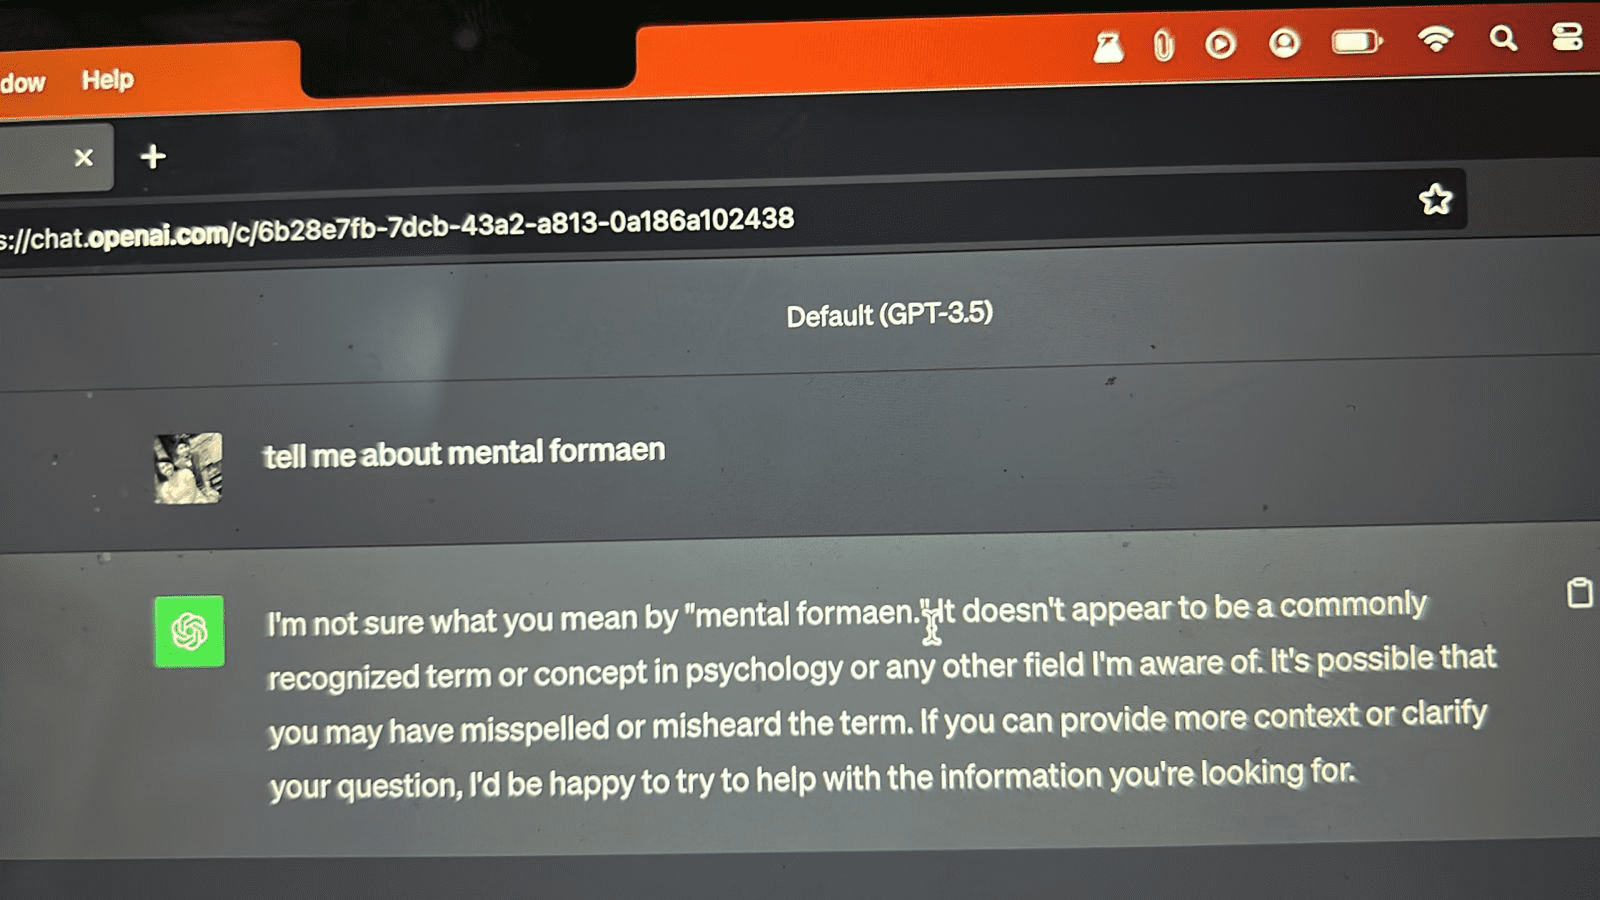 dow Help
s://chat.openai.com/c/6b28e7fb-7dcb-43a2-a813-0a186a102438
Default (GPT-3.5)
tell me about mental formaen
I'm not sure what you mean by "mental formaen." It doesn't appear to be a commonly
recognized term or concept in psychology or any other field I'm aware of. It's possible that
you may have misspelled or misheard the term. If you can provide more context or clarify
your question, I'd be happy to try to help with the information you're looking for.